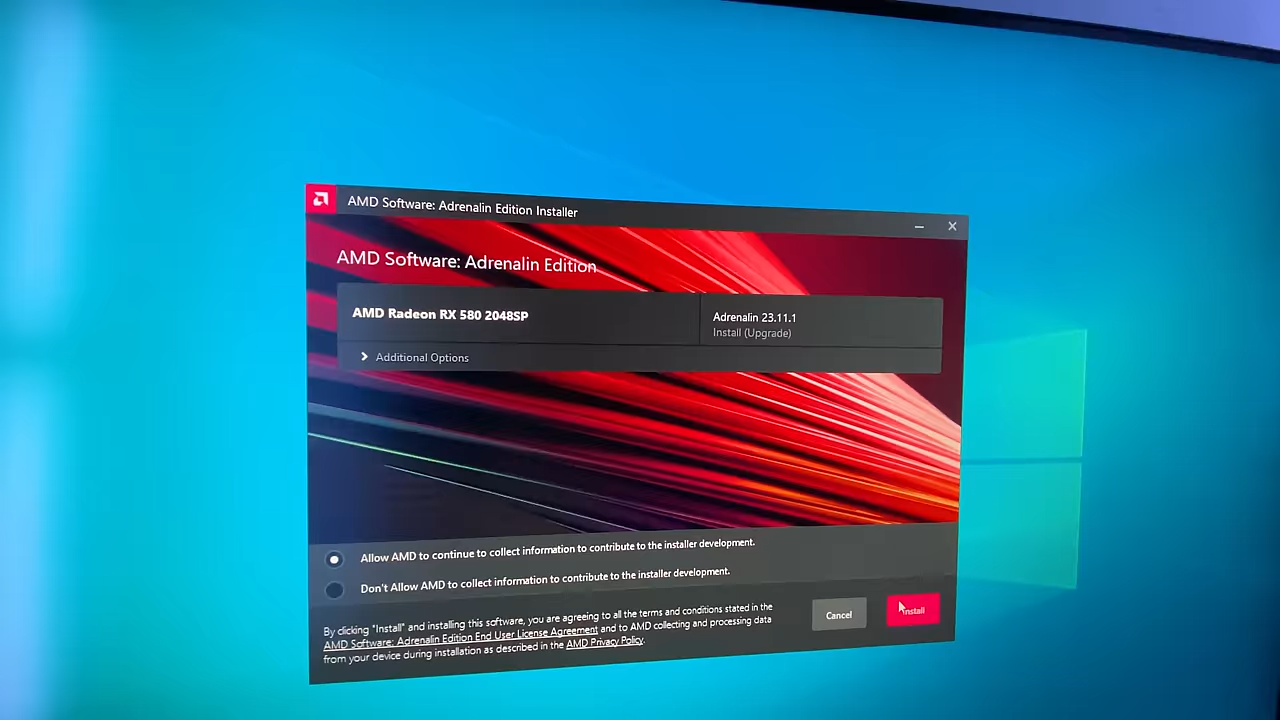 AMD Software: Adrenalin Edition Installer
AMD Software: Adrenalin Edition
AMD Radeon RX 580 2048SP
Adrenalin 23.11.1
Install (Upgrade)
Additional Options
Allow AMD to continue to collect information to contribute to the installer development.
Don't Allow AMD to collect information to contribute to the installer development.
By clicking "Install" and installing this software, you are agreeing to all the terms and conditions stated in the
AMD Software: Adrenalin Edition End User License Agreement and to AMD collecting and processing data
from your device during installation as described in the AMD Privacy Policy.
Cancel
Install